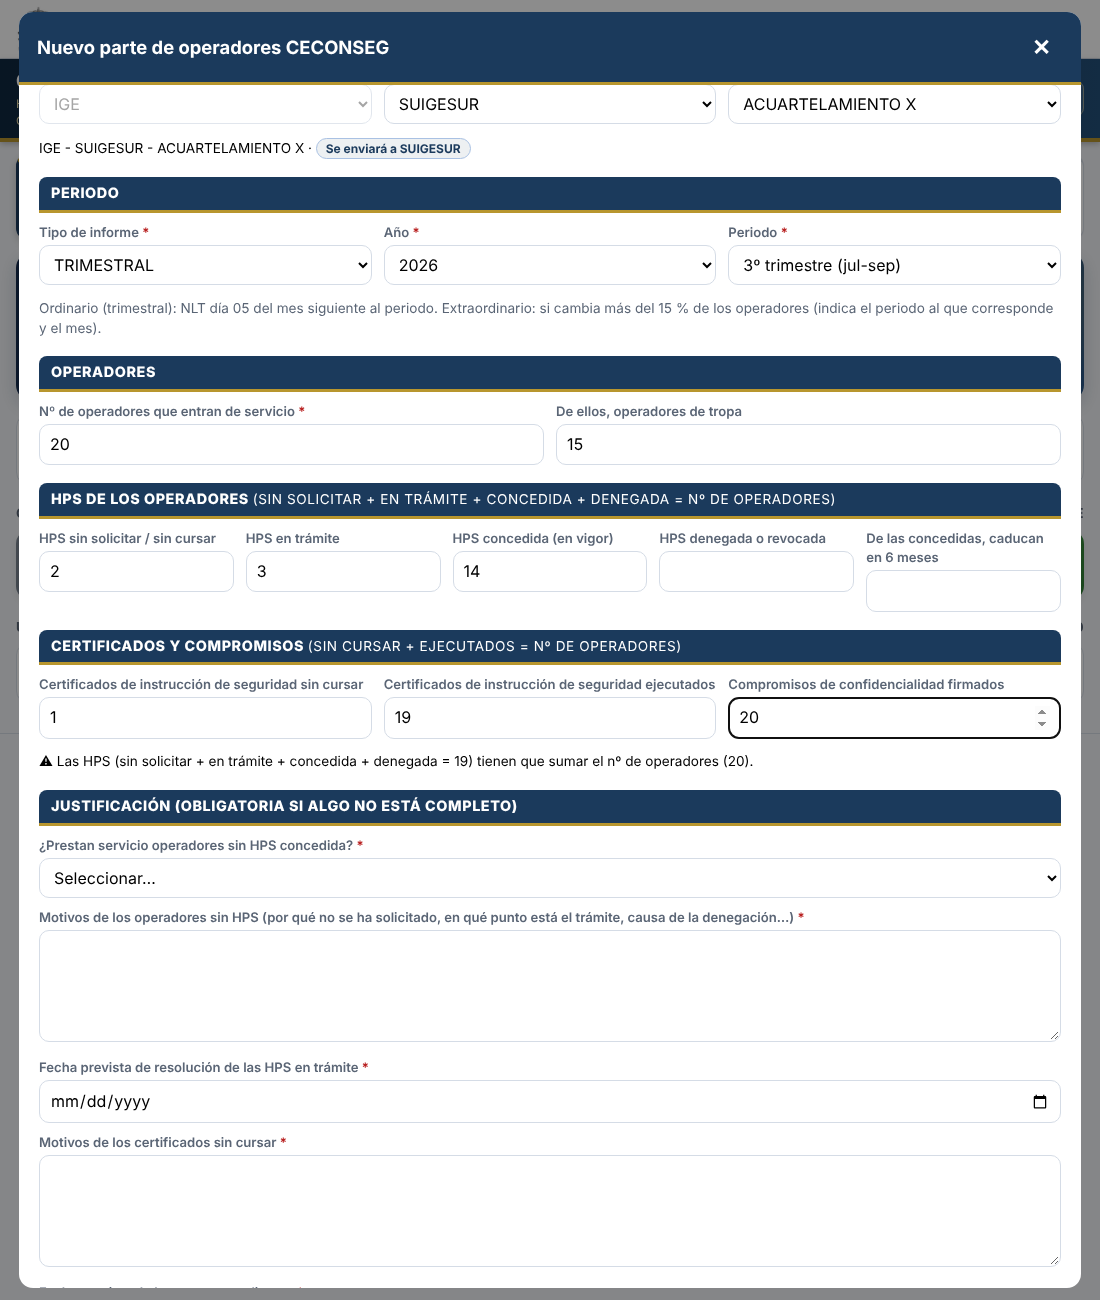 Nuevo parte de operadores CECONSEG ✕
IGE SUIGESUR ACUARTELAMIENTO X
IGE - SUIGESUR - ACUARTELAMIENTO X · Se enviará a SUIGESUR
PERIODO
Tipo de informe * Año * Periodo *
TRIMESTRAL 2026 3º trimestre (jul-sep)
Ordinario (trimestral): NLT día 05 del mes siguiente al periodo. Extraordinario: si cambia más del 15 % de los operadores (indica el periodo al que corresponde
y el mes).
OPERADORES
Nº de operadores que entran de servicio * De ellos, operadores de tropa
20 15
HPS DE LOS OPERADORES (SIN SOLICITAR + EN TRÁMITE + CONCEDIDA + DENEGADA = Nº DE OPERADORES)
HPS sin solicitar / sin cursar HPS en trámite HPS concedida (en vigor) HPS denegada o revocada De las concedidas, caducan
en 6 meses
2 3 14
CERTIFICADOS Y COMPROMISOS (SIN CURSAR + EJECUTADOS = Nº DE OPERADORES)
Certificados de instrucción de seguridad sin cursar Certificados de instrucción de seguridad ejecutados Compromisos de confidencialidad firmados
1 19 20
⚠ Las HPS (sin solicitar + en trámite + concedida + denegada = 19) tienen que sumar el nº de operadores (20).
JUSTIFICACIÓN (OBLIGATORIA SI ALGO NO ESTÁ COMPLETO)
¿Prestan servicio operadores sin HPS concedida? *
Seleccionar...
Motivos de los operadores sin HPS (por qué no se ha solicitado, en qué punto está el trámite, causa de la denegación...) *
Fecha prevista de resolución de las HPS en trámite *
mm/dd/yyyy
Motivos de los certificados sin cursar *